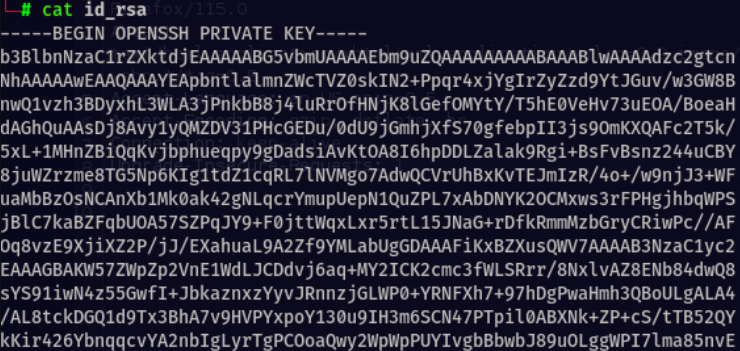 # cat id_rsa
-----BEGIN OPENSSH PRIVATE KEY-----
b3BlbnNzaC1rZXktdjEAAAAABG5vbmUAAAAEbm9uZQAAAAAAAAABAAABlwAAAAdzc2gtcn
NhAAAAAwEAAQAAAYEApbntlalmnZWcTVZ0skIN2+Ppqr4xjYgIrZyZzd9YtJGuv/w3GW8B
nwQ1vzh3BDyxhL3WLA3jPnkbB8j4luRrOfHNjK8lGefOMYtY/T5hE0VeHv73uEOA/BoeaH
dAGhQuAAsDj8Avy1yQMZDV31PHcGEDu/0dU9jGmhjXfS70gfebpII3js9OmKXQAFc2T5k/
5xL+1MHnZBiOQNxyTV9Bsnueqpy9gDadLjiAvKtOA8I6hpDDLZalak9Rgi+BsFvBsnz244uCBY
8juWZrzme8TG5Np6KIg1tdZ1cqRL7lNVMgo7AdwQCVrUhBxKvTEJmIzR/4o+/w9njJ3+WF
uaMbBzOsNCAnXb1Mk0ak42gNLqcrYmupUepN1QuZPL7xAbDNYK2OCMxws3rFPHgjhbqWPS
jBlC7kaBZFqbUOA57SZPqJY9+F0jttWqxLxr5rtL15JNaG+rDfkRmmMzbGryCRiwPc//AF
Oq8vzE9XjiXZ2P/jJ/EXahuaL9A2Zf9YMLabUgGDAAAFiKxBZXusQWV7AAAAB3NzaC1yc2
EAAAGBAKW57ZWpZp2VnE1WdLJCDdvj6aq+MY2ICK2cmc3fWLSRrr/8NxlvAZ8ENb84dwQ8
sYS91iwN4z55GwfI+JbkaznxzYyvJRnnzjGLWP0+YRNFXh7+97hDgPwaHmh3QBoULgALA4
/AL8tckDGQ1d9Tx3BhA7v9HVPYxpoY130u9IH3m6SCN47PTpil0ABXNk+ZP+cS/tTB52QY
kKir426YbnqqcvYA2nbIgLyrTgPCOoaQwy2WpWpPUYIvgbBbwbJ89uOLggWPI7lma85nvE